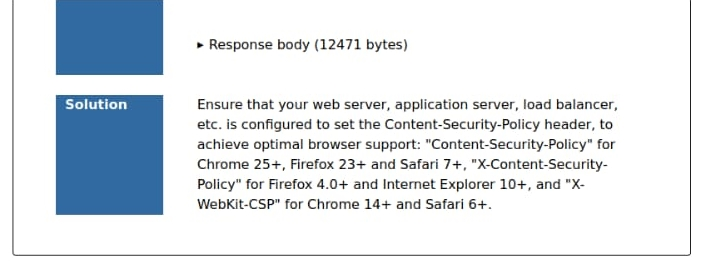 ▸ Response body (12471 bytes)
Solution
Ensure that your web server, application server, load balancer,
etc. is configured to set the Content-Security-Policy header, to
achieve optimal browser support: "Content-Security-Policy" for
Chrome 25+, Firefox 23+ and Safari 7+, "X-Content-Security-
Policy" for Firefox 4.0+ and Internet Explorer 10+, and "X-
WebKit-CSP" for Chrome 14+ and Safari 6+.